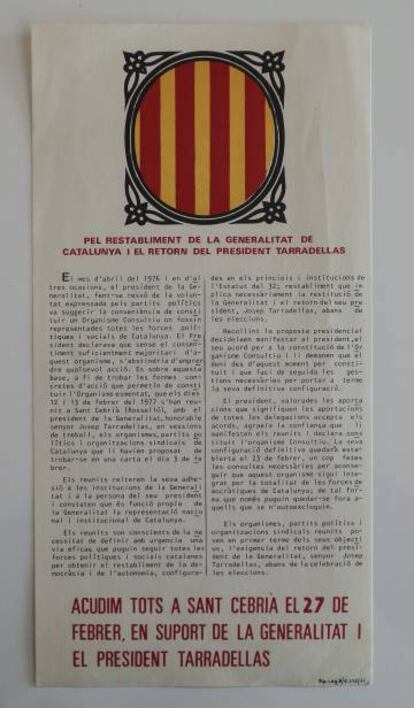 PEL RESTABLIMENT DE LA GENERALITAT DE
CATALUNYA I EL RETORN DEL PRESIDENT TARRADELLAS
El mes d'abril del 1976 i en d'al
tres ocasions, el president de la Ge
neralitat, fent-se ressò de la volun-
tat expressada pels partits polítics
va suggerir la conveniència de consti
tuir un Organisme Consultiu on fossin
representades totes les forces polí-
tiques i socials de Catalunya. El Pre
sident declarava que sense el consen-
timent suficientment majoritari d'a-
quest organisme, s'abstindria d'empren
dre qualsevol acció. Es sobre aquesta
base, a fi de trobar les formes con-
cretes d'acció que permetin de consti
tuir l'Organisme esmentat, que els dies
12 i 13 de febrer de 1977 s'han reu-
nit a Sant Cebrià (Rosselló), amb el
president de la Generalitat, honorable
senyor Josep Tarradellas, en sessions
de treball, els organismes, partits po
lítics i organitzacions sindicals de
Catalunya que li havien proposat de
trobar-se en una carta el dia 3 de fe
brer.
Els reunits reiteren la seva adhe-
sió a les institucions de la Generali
tat i a la persona del seu president
i constaten que és funció pròpia de
la Generalitat la representació nacio
nal i institucional de Catalunya.
Els reunits són conscients de la ne
cessitat de definir amb urgència una
via eficaç que puguin seguir totes les
forces polítiques i socials catalanes
per obtenir el restabliment de la de-
mocràcia i de l'autonomia, configura-
des en els principis i institucions de
l'Estatut del 32; restabliment que im
plica necessàriament la restitució de
la Generalitat i el retorn del seu pre
sident, Josep Tarradellas, abans de
les eleccions.
Recollint la proposta presidencial
decideixen manifestar al president, el
seu acord per a la constitució de l'Or
ganisme Consultiu i li demanen que el
doni des d'aquest moment per consti-
tuït i que faci de seguida les ges-
tions necessàries per portar a terme
la seva definitiva configuració.
El president, valorades les aporta
cions que signifiquen les aportacions
de totes les delegacions accepta els
acords, agraeix la confiança que li
manifesten els reunits i declara cons
tituït l'Organisme Consultiu. La seva
configuració definitiva quedarà esta-
blerta el 23 febrer, un cop fetes
les consultes necessàries per aconse-
guir que aquest organisme sigui inte-
grat per la totalitat de les forces de
mocràtiques de Catalunya; de tal for-
ma que només puguin quedar-se fora a-
quells que se n'autoexcloguin.
Els organismes, partits polítics i
organitzacions sindicals reunits po-
sen en primer terme dels seus objec-
tius, l'exigència del retorn del presi-
dent de la Generalitat, senyor Josep
Tarradellas, abans de la celebració de
les eleccions.
ACUDIM TOTS A SANT CEBRIA EL 27 DE
FEBRER, EN SUPORT DE LA GENERALITAT I
EL PRESIDENT TARRADELLAS